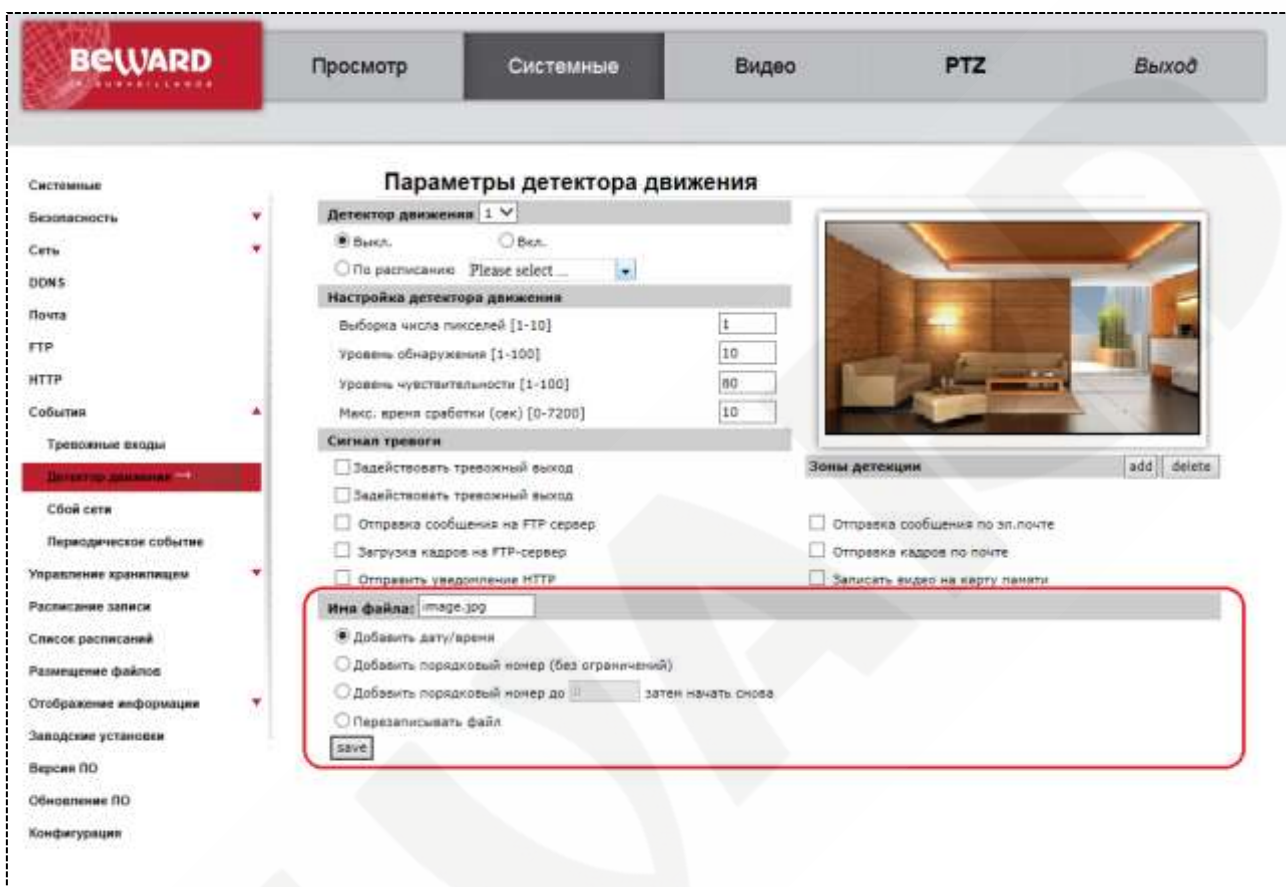 BEWARD
Просмотр
Системные
Видео
PTZ
Выход
Системные
Безопасность
Сеть
DDNS
Почта
FTP
HTTP
События
Тревожные входы
Детектор движения →
Сбой сети
Периодическое событие
Управление хранилищем
Расписание записи
Список расписаний
Размещение файлов
Отображение информации
Заводские установки
Версия ПО
Обновление ПО
Конфигурация
Параметры детектора движения
Детектор движения 1
Выкл. Вкл.
По расписанию Please select ...
Настройка детектора движения
Выборка числа пикселей [1-10] 1
Уровень обнаружения [1-100] 10
Уровень чувствительности [1-100] 80
Макс. время сработки (сек) [0-7200] 10
Сигнал тревоги
Зоны детекции add delete
Задействовать тревожный выход
Задействовать тревожный выход
Отправка сообщения на FTP сервер
Отправка сообщения по эл.почте
Загрузка кадров на FTP-сервер
Отправка кадров по почте
Отправить уведомление HTTP
Записать видео на карту памяти
Имя файла: image.jpg
Добавить дату/время
Добавить порядковый номер (без ограничений)
Добавить порядковый номер до 0 затем начать снова
Перезаписывать файл
save